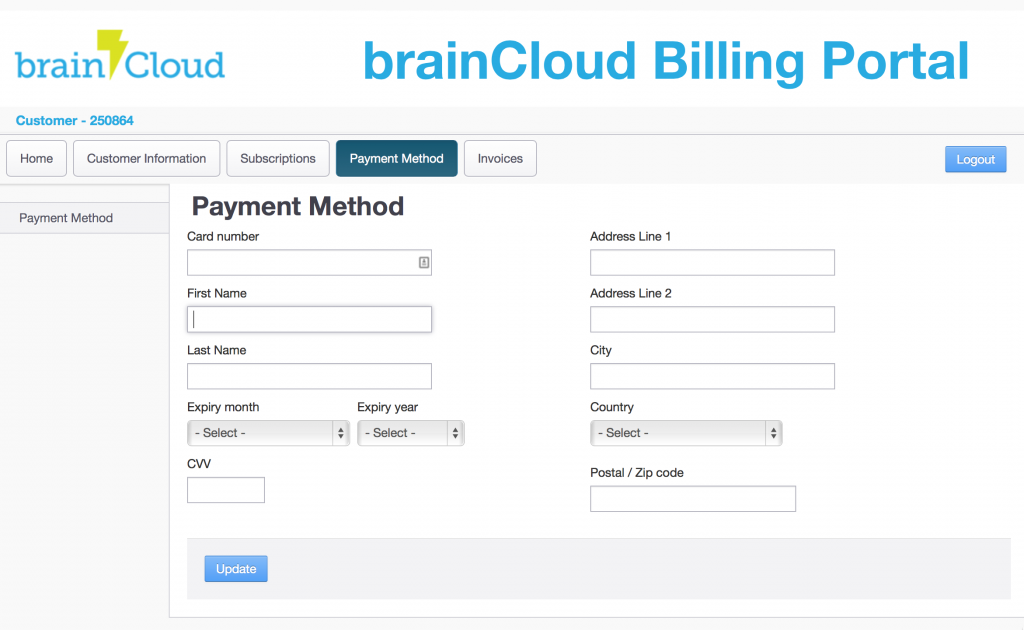 brainCloud
brainCloud Billing Portal
Customer - 250864
Home
Customer Information
Subscriptions
Payment Method
Invoices
Logout
Payment Method
Payment Method
Card number
First Name
Last Name
Expiry month
Expiry year
- Select -
- Select -
CVV
Address Line 1
Address Line 2
City
Country
- Select -
Postal / Zip code
Update